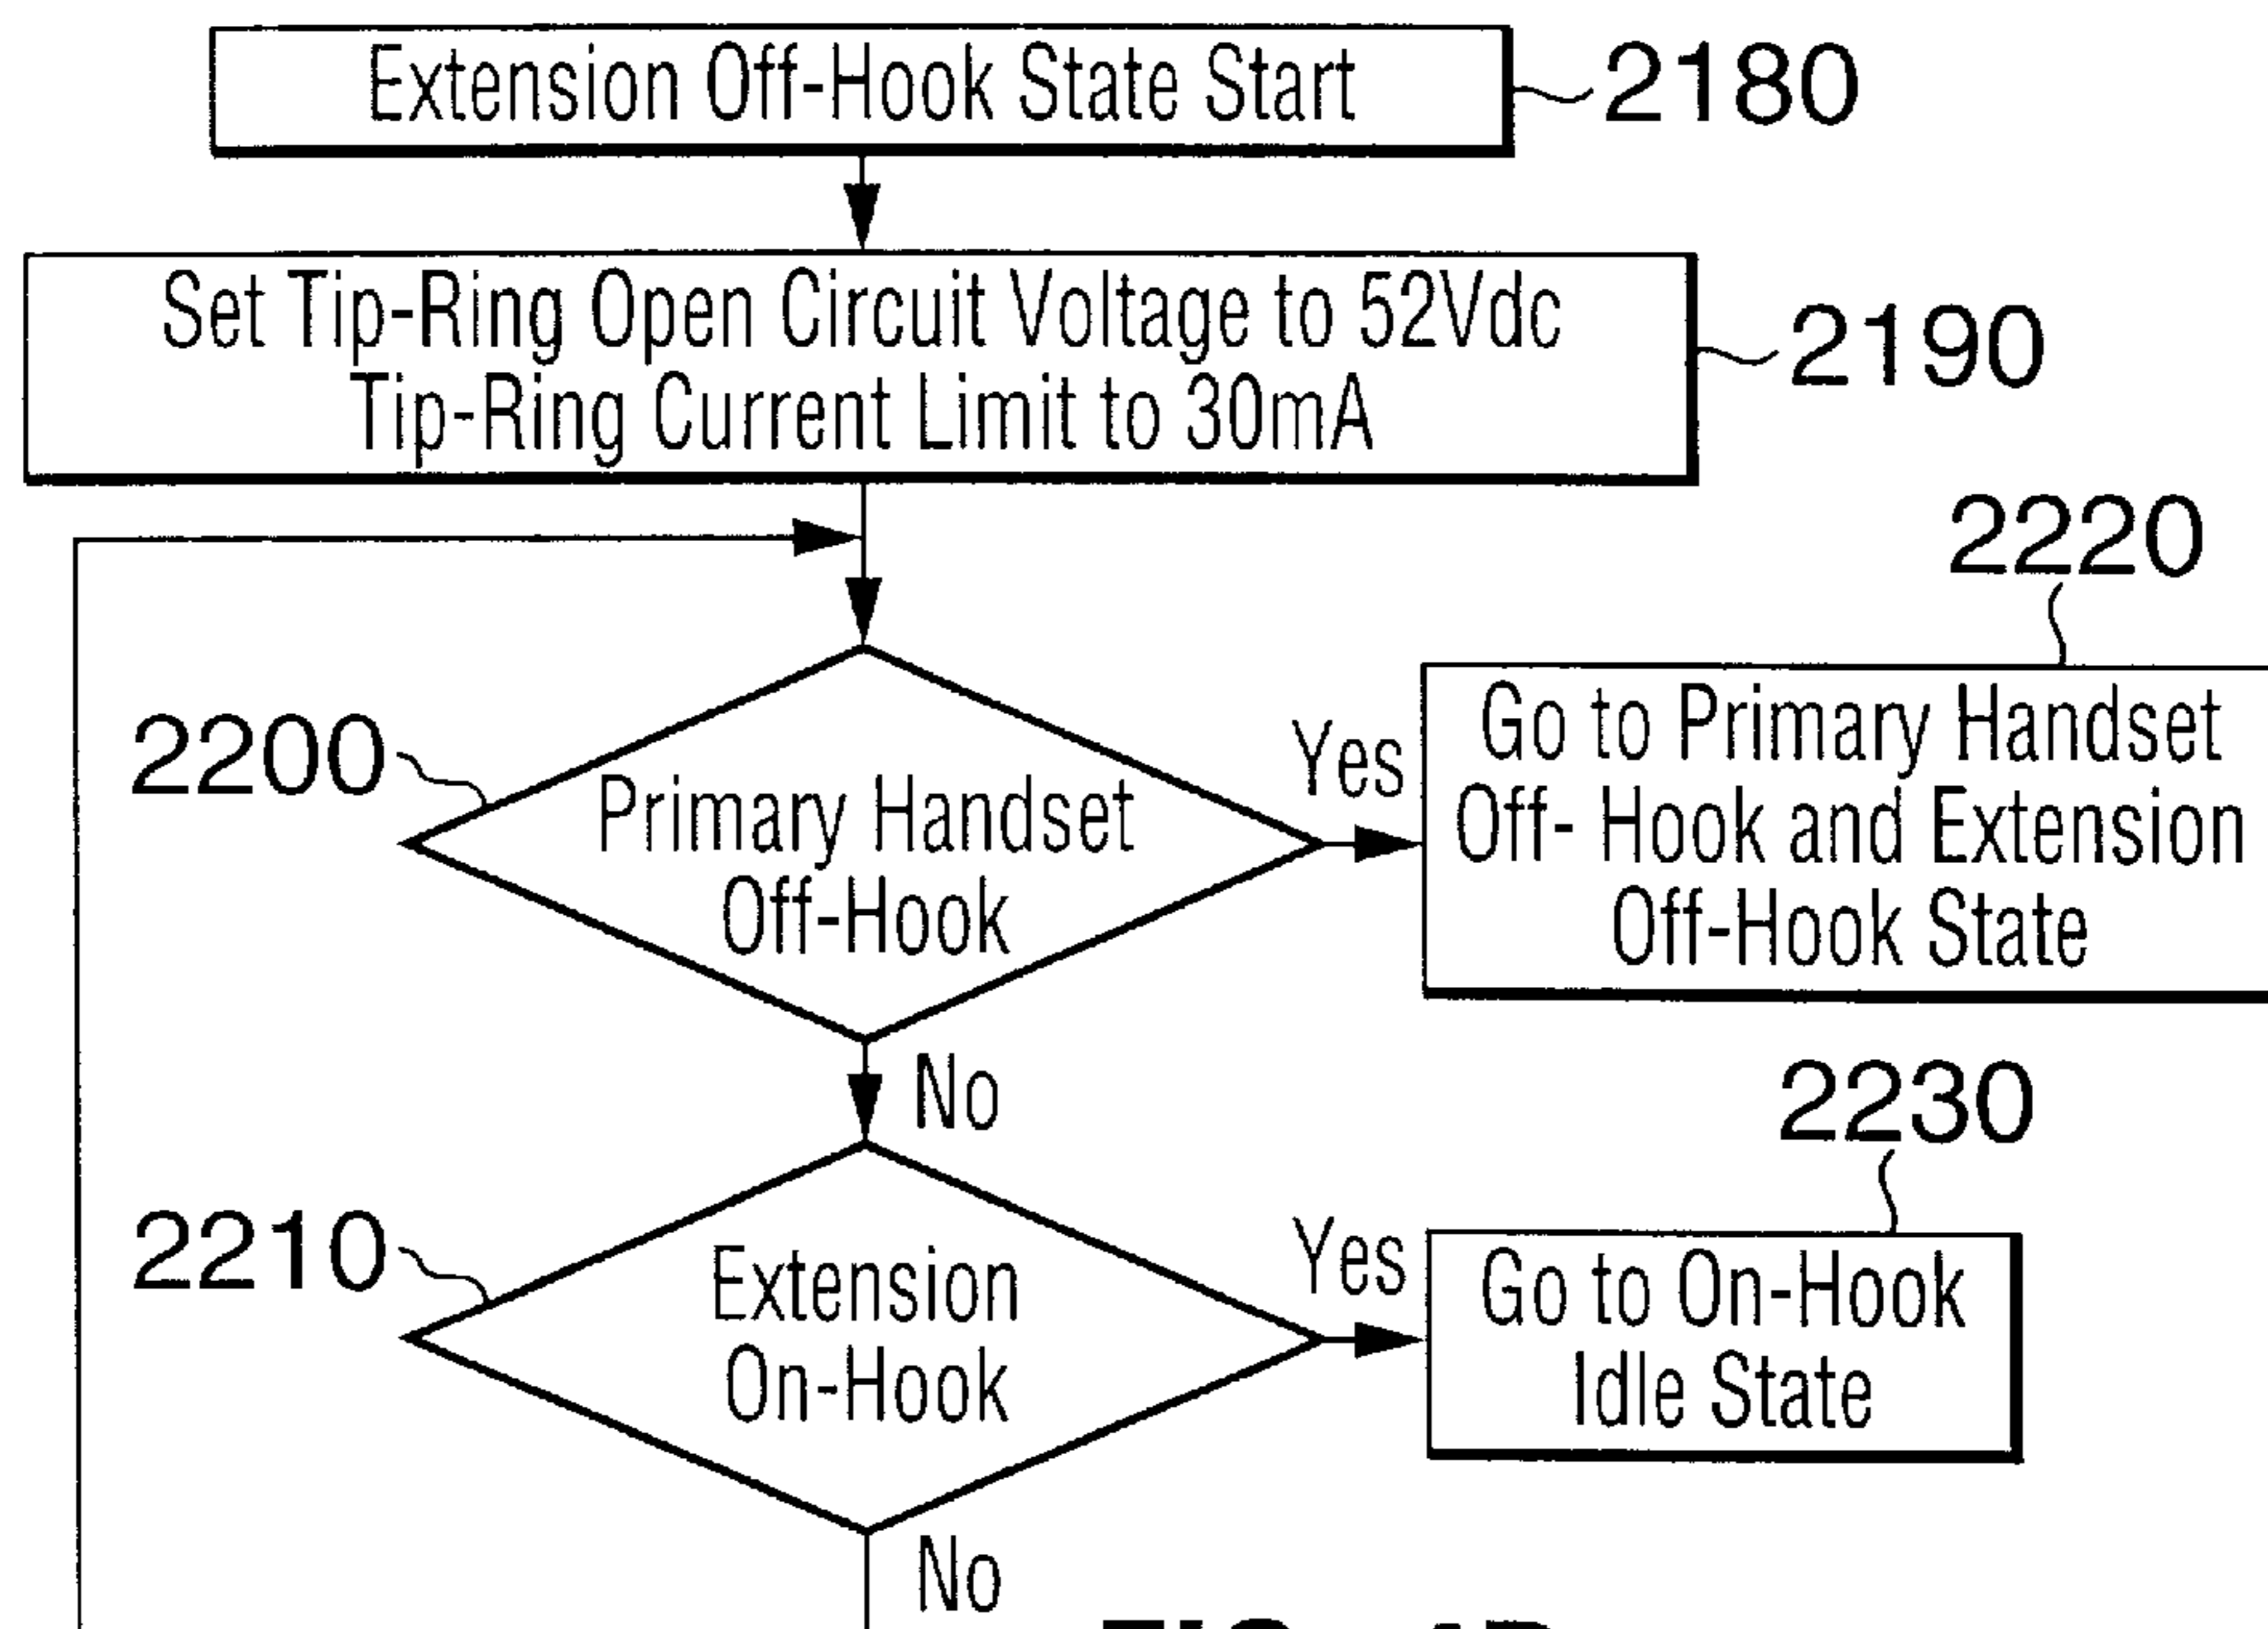 Extension Off-Hook State Start
2180
Set Tip-Ring Open Circuit Voltage to 52Vdc
Tip-Ring Current Limit to 30mA
2190
2220
2200
Primary Handset
Off-Hook
Yes
Go to Primary Handset
Off- Hook and Extension
Off-Hook State
No
2230
2210
Extension
On-Hook
Yes
Go to On-Hook
Idle State
No